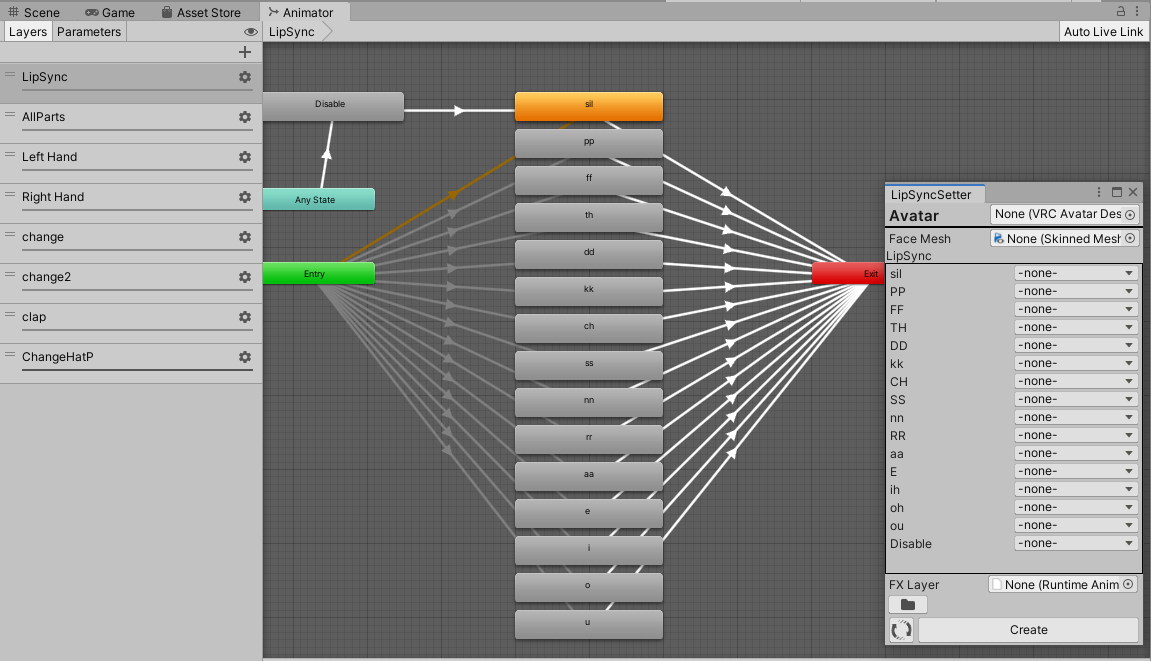 Scene
Game
Asset Store
Animator
Layers
Parameters
LipSync
Auto Live Link
LipSync
AllParts
Left Hand
Right Hand
change
change2
clap
ChangeHatP
Disable
Any State
Entry
sil
pp
ff
th
dd
kk
ch
ss
nn
rr
aa
e
i
o
u
Exit
LipSyncSetter
Avatar
None (VRC Avatar Des
Face Mesh
None (Skinned Mesh
LipSync
sil -none-
PP -none-
FF -none-
TH -none-
DD -none-
kk -none-
CH -none-
SS -none-
nn -none-
RR -none-
aa -none-
E -none-
ih -none-
oh -none-
ou -none-
Disable -none-
FX Layer
None (Runtime Anim
Create